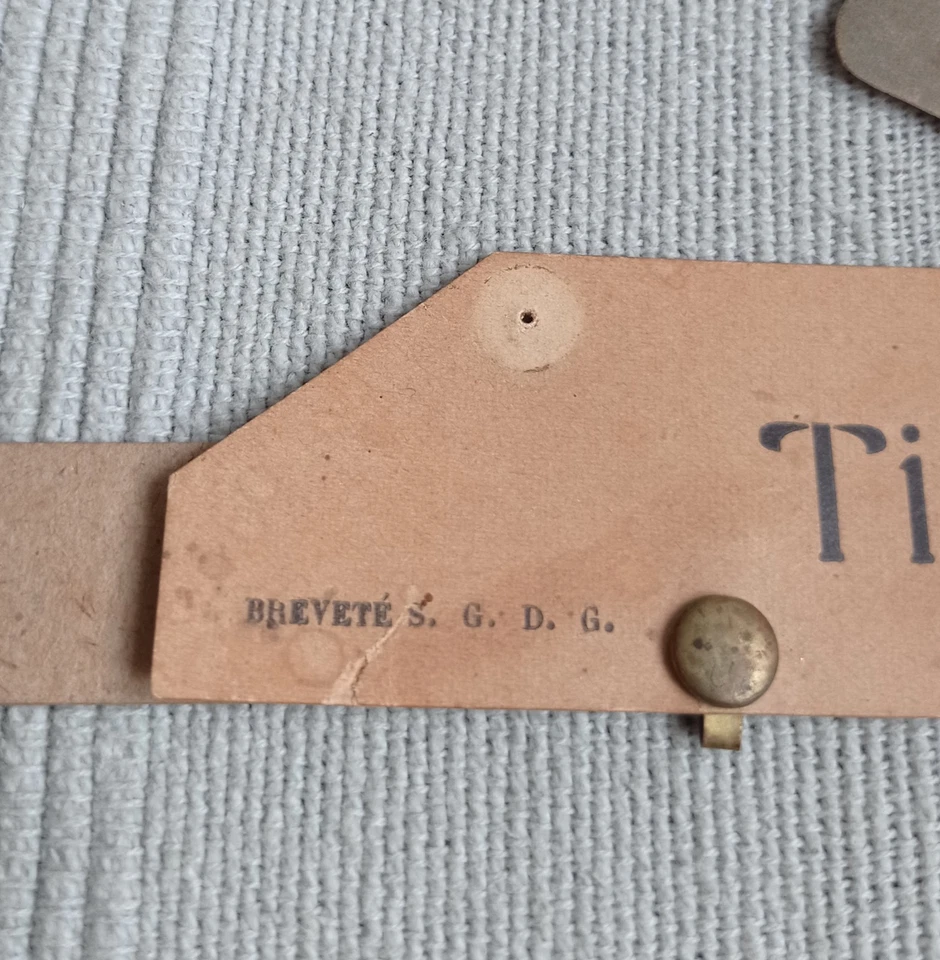 Ti
BREVETÉ S. G. D. G.